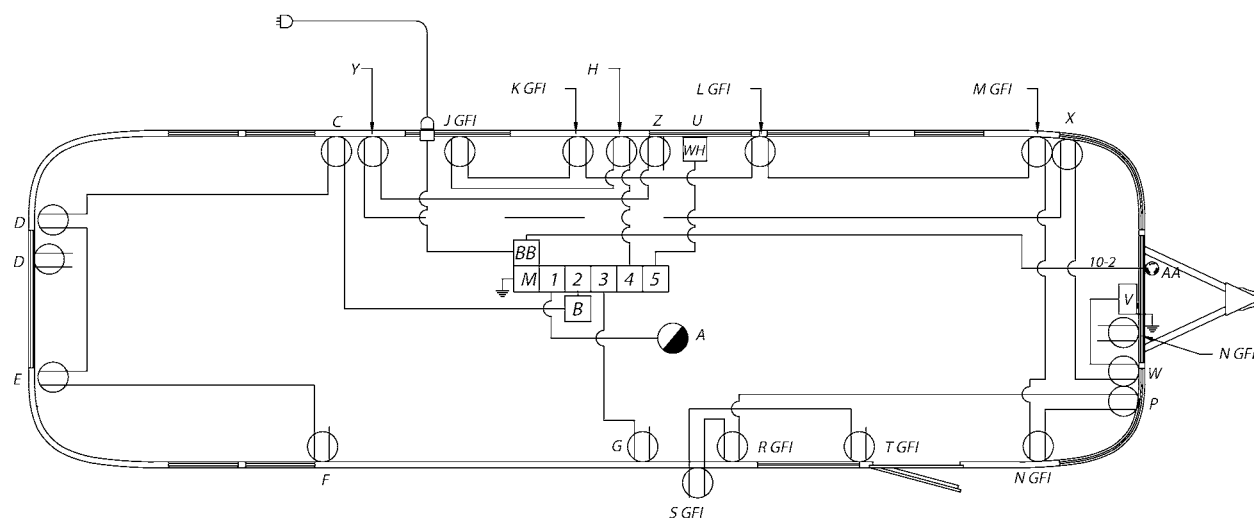 Y
K GFI
H
L GFI
M GFI
X
C
J GFI
Z
U
WH
D
D
BB
M 1 2 3 4 5
B
10-2
AA
V
A
N GFI
E
W
P
G
R GFI
T GFI
F
N GFI
S GFI